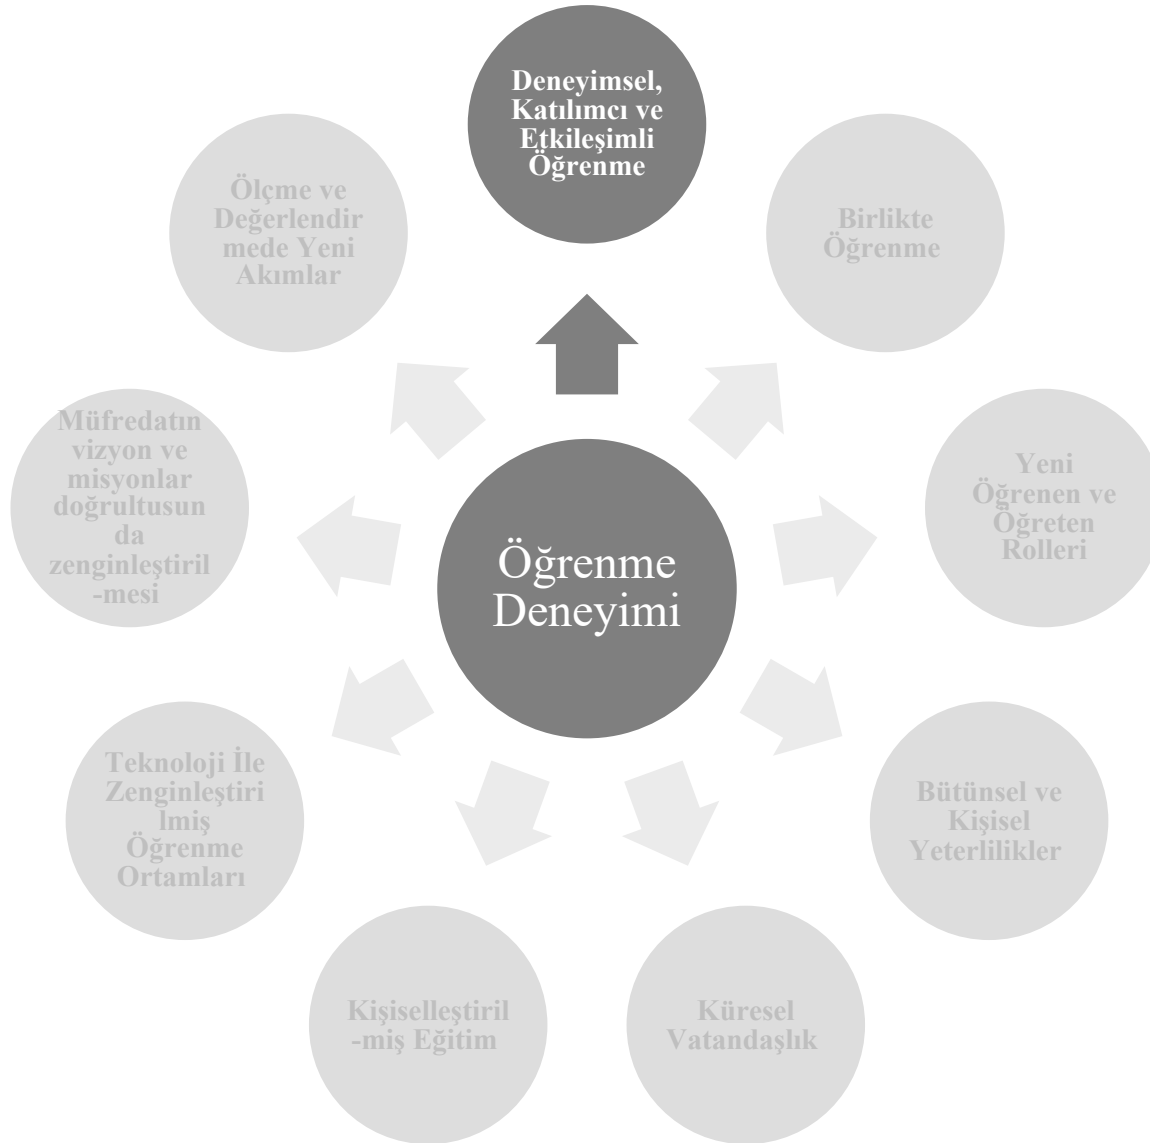 Deneyimsel,
Katılımcı ve
Etkileşimli
Öğrenme
Birlikte
Öğrenme
Yeni
Öğrenen ve
Öğreten
Rolleri
Bütünsel ve
Kişisel
Yeterlilikler
Küresel
Vatandaşlık
Kişiselleştiril
-miş Eğitim
Teknoloji İle
Zenginleştiri
lmiş
Öğrenme
Ortamları
Müfredatın
vizyon ve
misyonlar
doğrultusun
da
zenginleştiril
-mesi
Ölçme ve
Değerlendir
mede Yeni
Akımlar
Öğrenme
Deneyimi